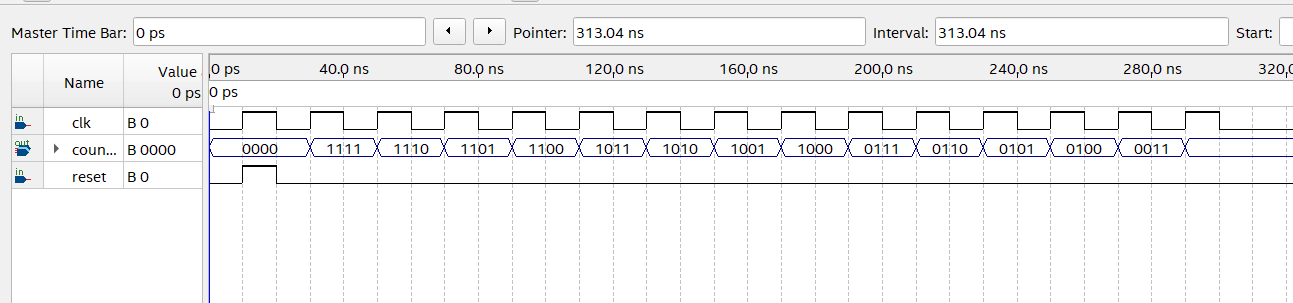 Master Time Bar: 0 ps Pointer: 313.04 ns Interval: 313.04 ns Start:
Name Value 0 ps
0 ps 40.0 ns 80.0 ns 120.0 ns 160.0 ns 200.0 ns 240.0 ns 280.0 ns 320.0
0 ps
in clk B 0
out coun... B 0000 0000 1111 1110 1101 1100 1011 1010 1001 1000 0111 0110 0101 0100 0011
in reset B 0